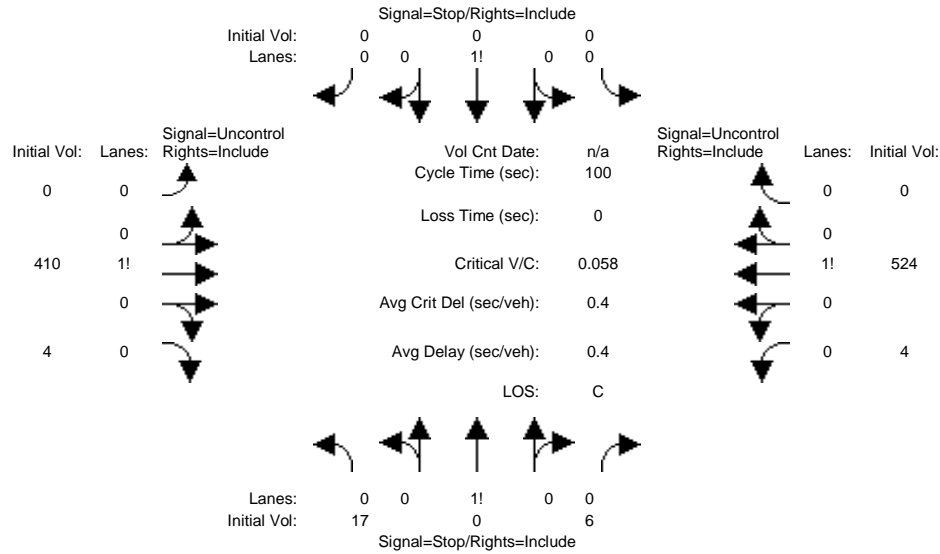 Signal=Stop/Rights=Include
Initial Vol: 0 0 0
Lanes: 0 0 1! 0 0
Signal=Uncontrol
Initial Vol: Lanes: Rights=Include
Vol Cnt Date: n/a
Signal=Uncontrol
Rights=Include Lanes: Initial Vol:
Cycle Time (sec): 100
0 0
0 0
Loss Time (sec): 0
0
0
410 1!
Critical V/C: 0.058
1! 524
0
Avg Crit Del (sec/veh): 0.4
0
4 0
Avg Delay (sec/veh): 0.4
0 4
LOS: C
Lanes: 0 0 1! 0 0
Initial Vol: 17 0 6
Signal=Stop/Rights=Include